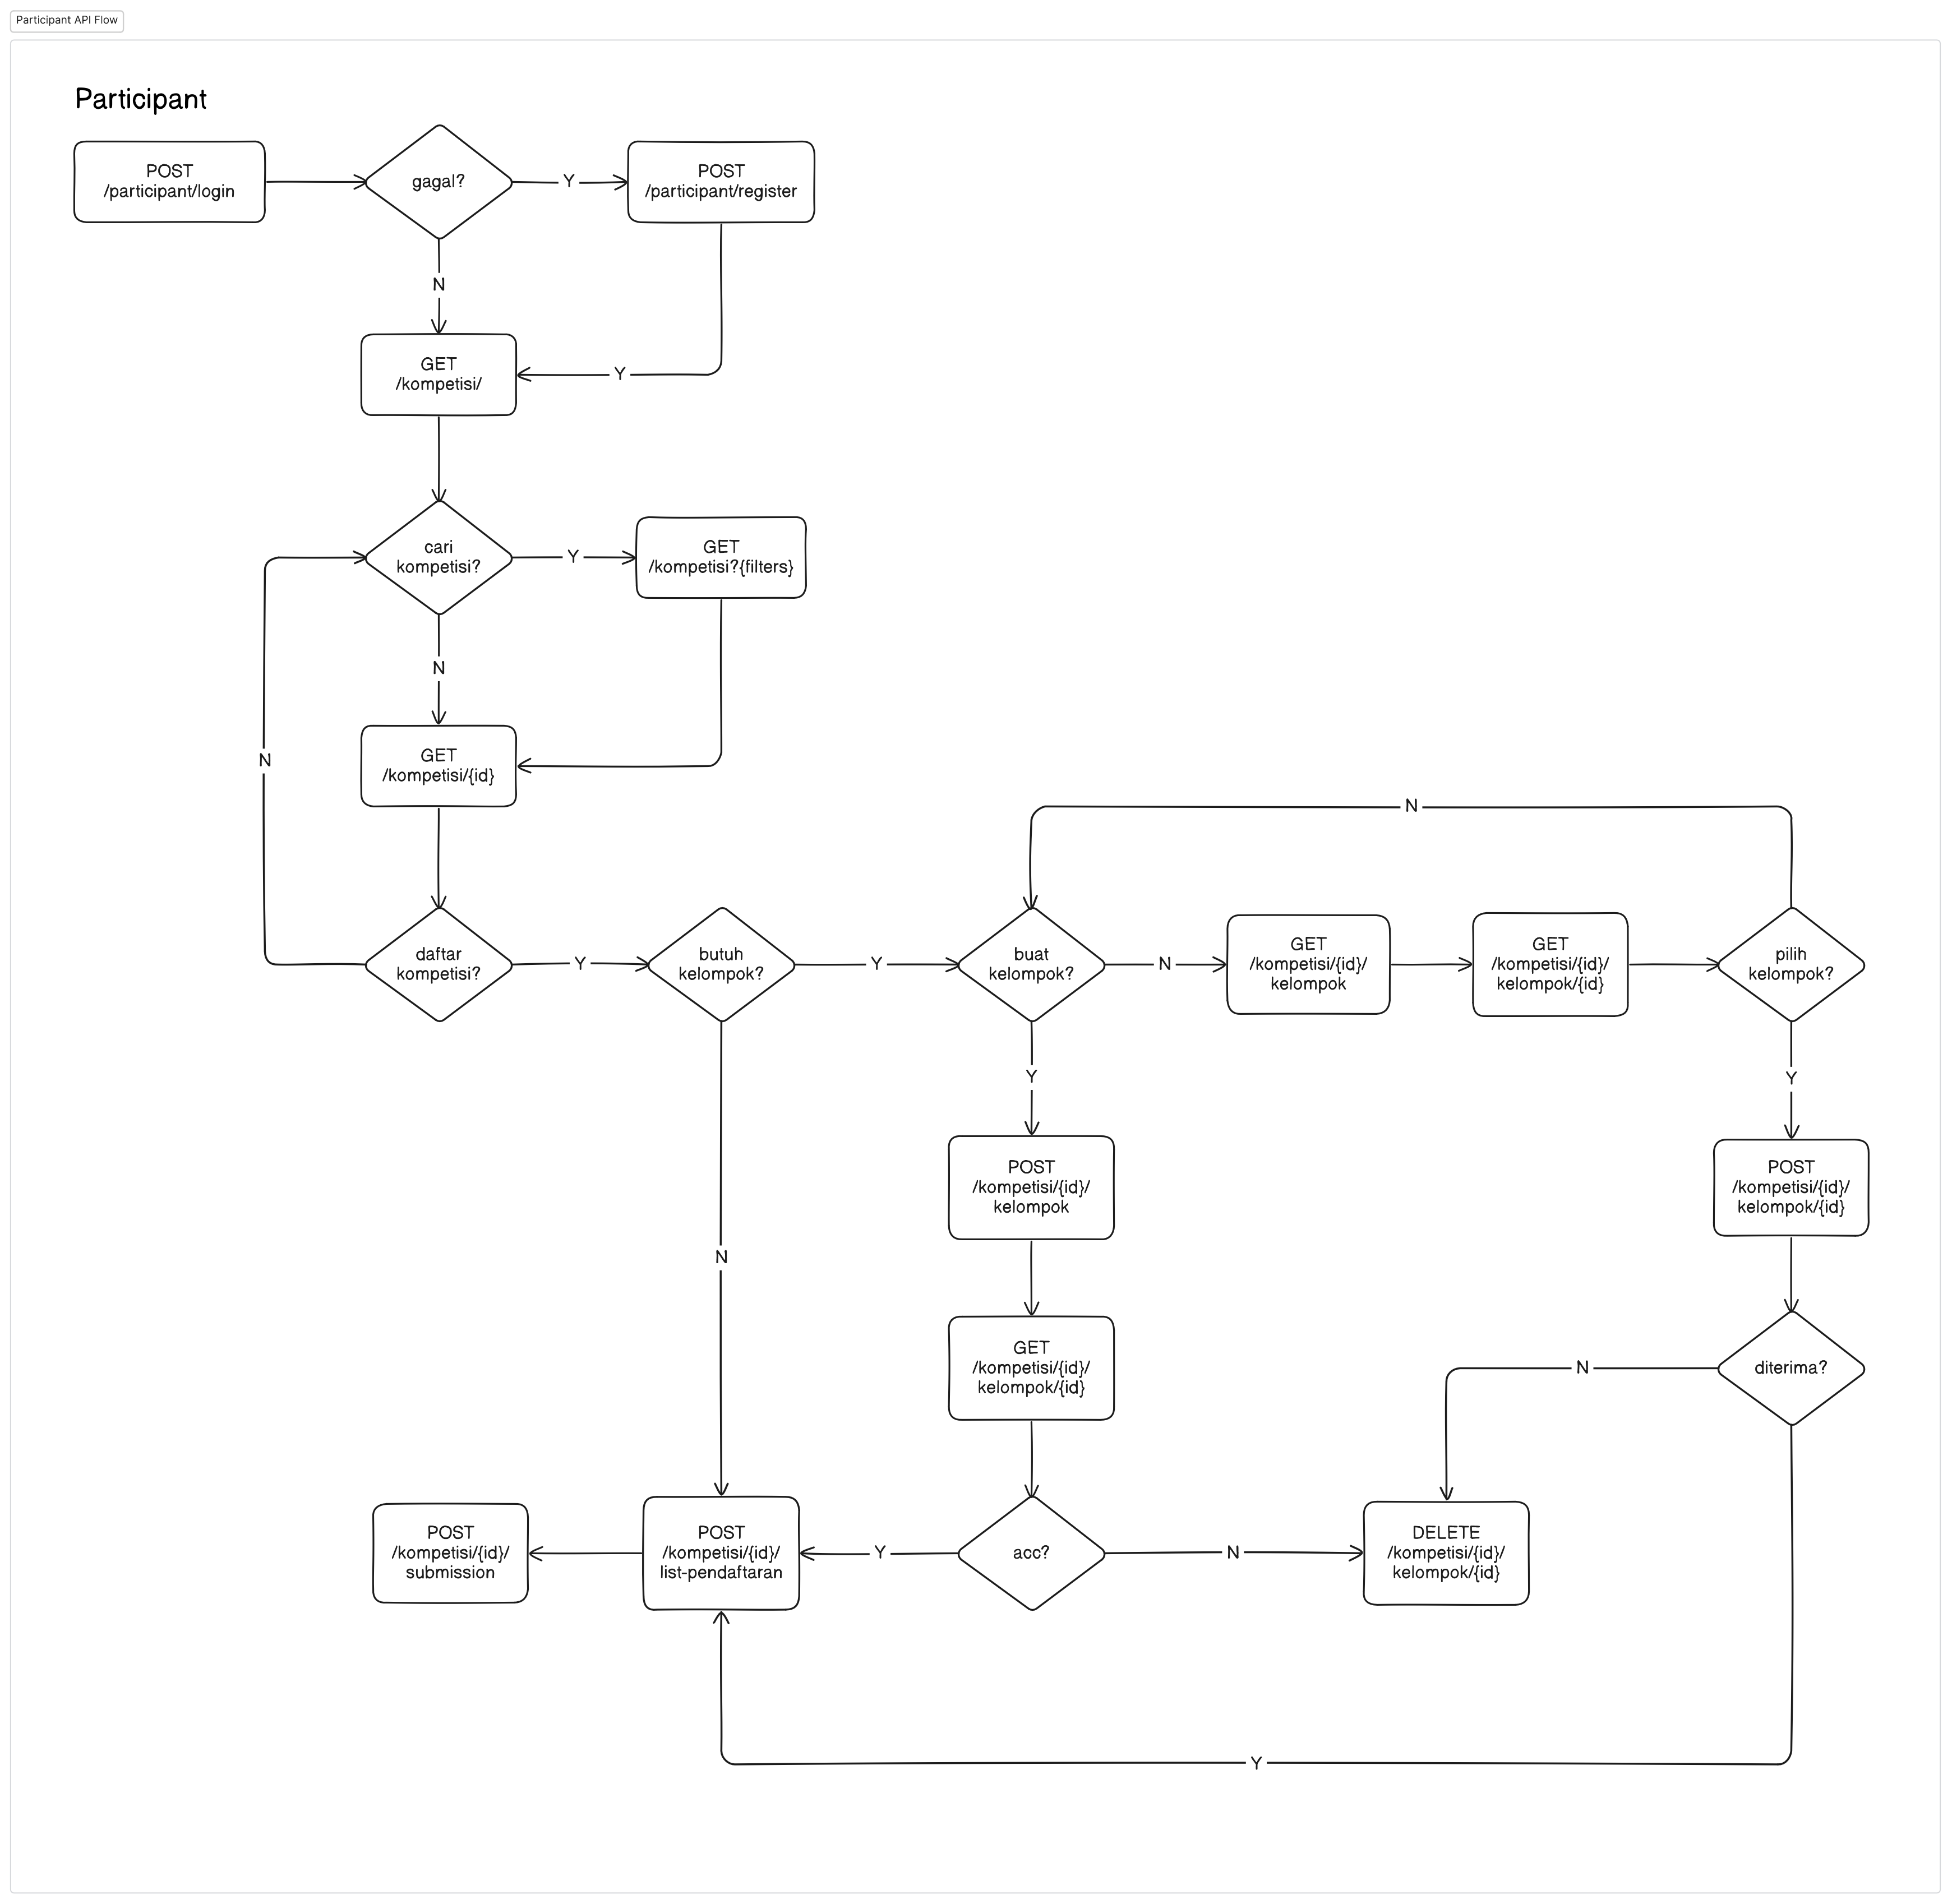 Participant API Flow
Participant
POST
/participant/login
gagal?
Y
POST
/participant/register
N
GET
/kompetisi/
Y
cari
kompetisi?
Y
GET
/kompetisi?{filters}
N
N
GET
/kompetisi/{id}
N
daftar
kompetisi?
Y
butuh
kelompok?
Y
buat
kelompok?
N
GET
/kompetisi/{id}/
kelompok
GET
/kompetisi/{id}/
kelompok/{id}
pilih
kelompok?
Y
Y
POST
/kompetisi/{id}/
kelompok
POST
/kompetisi/{id}/
kelompok/{id}
N
GET
/kompetisi/{id}/
kelompok/{id}
N
diterima?
POST
/kompetisi/{id}/
submission
POST
/kompetisi/{id}/
list-pendaftaran
Y
acc?
N
DELETE
/kompetisi/{id}/
kelompok/{id}
Y